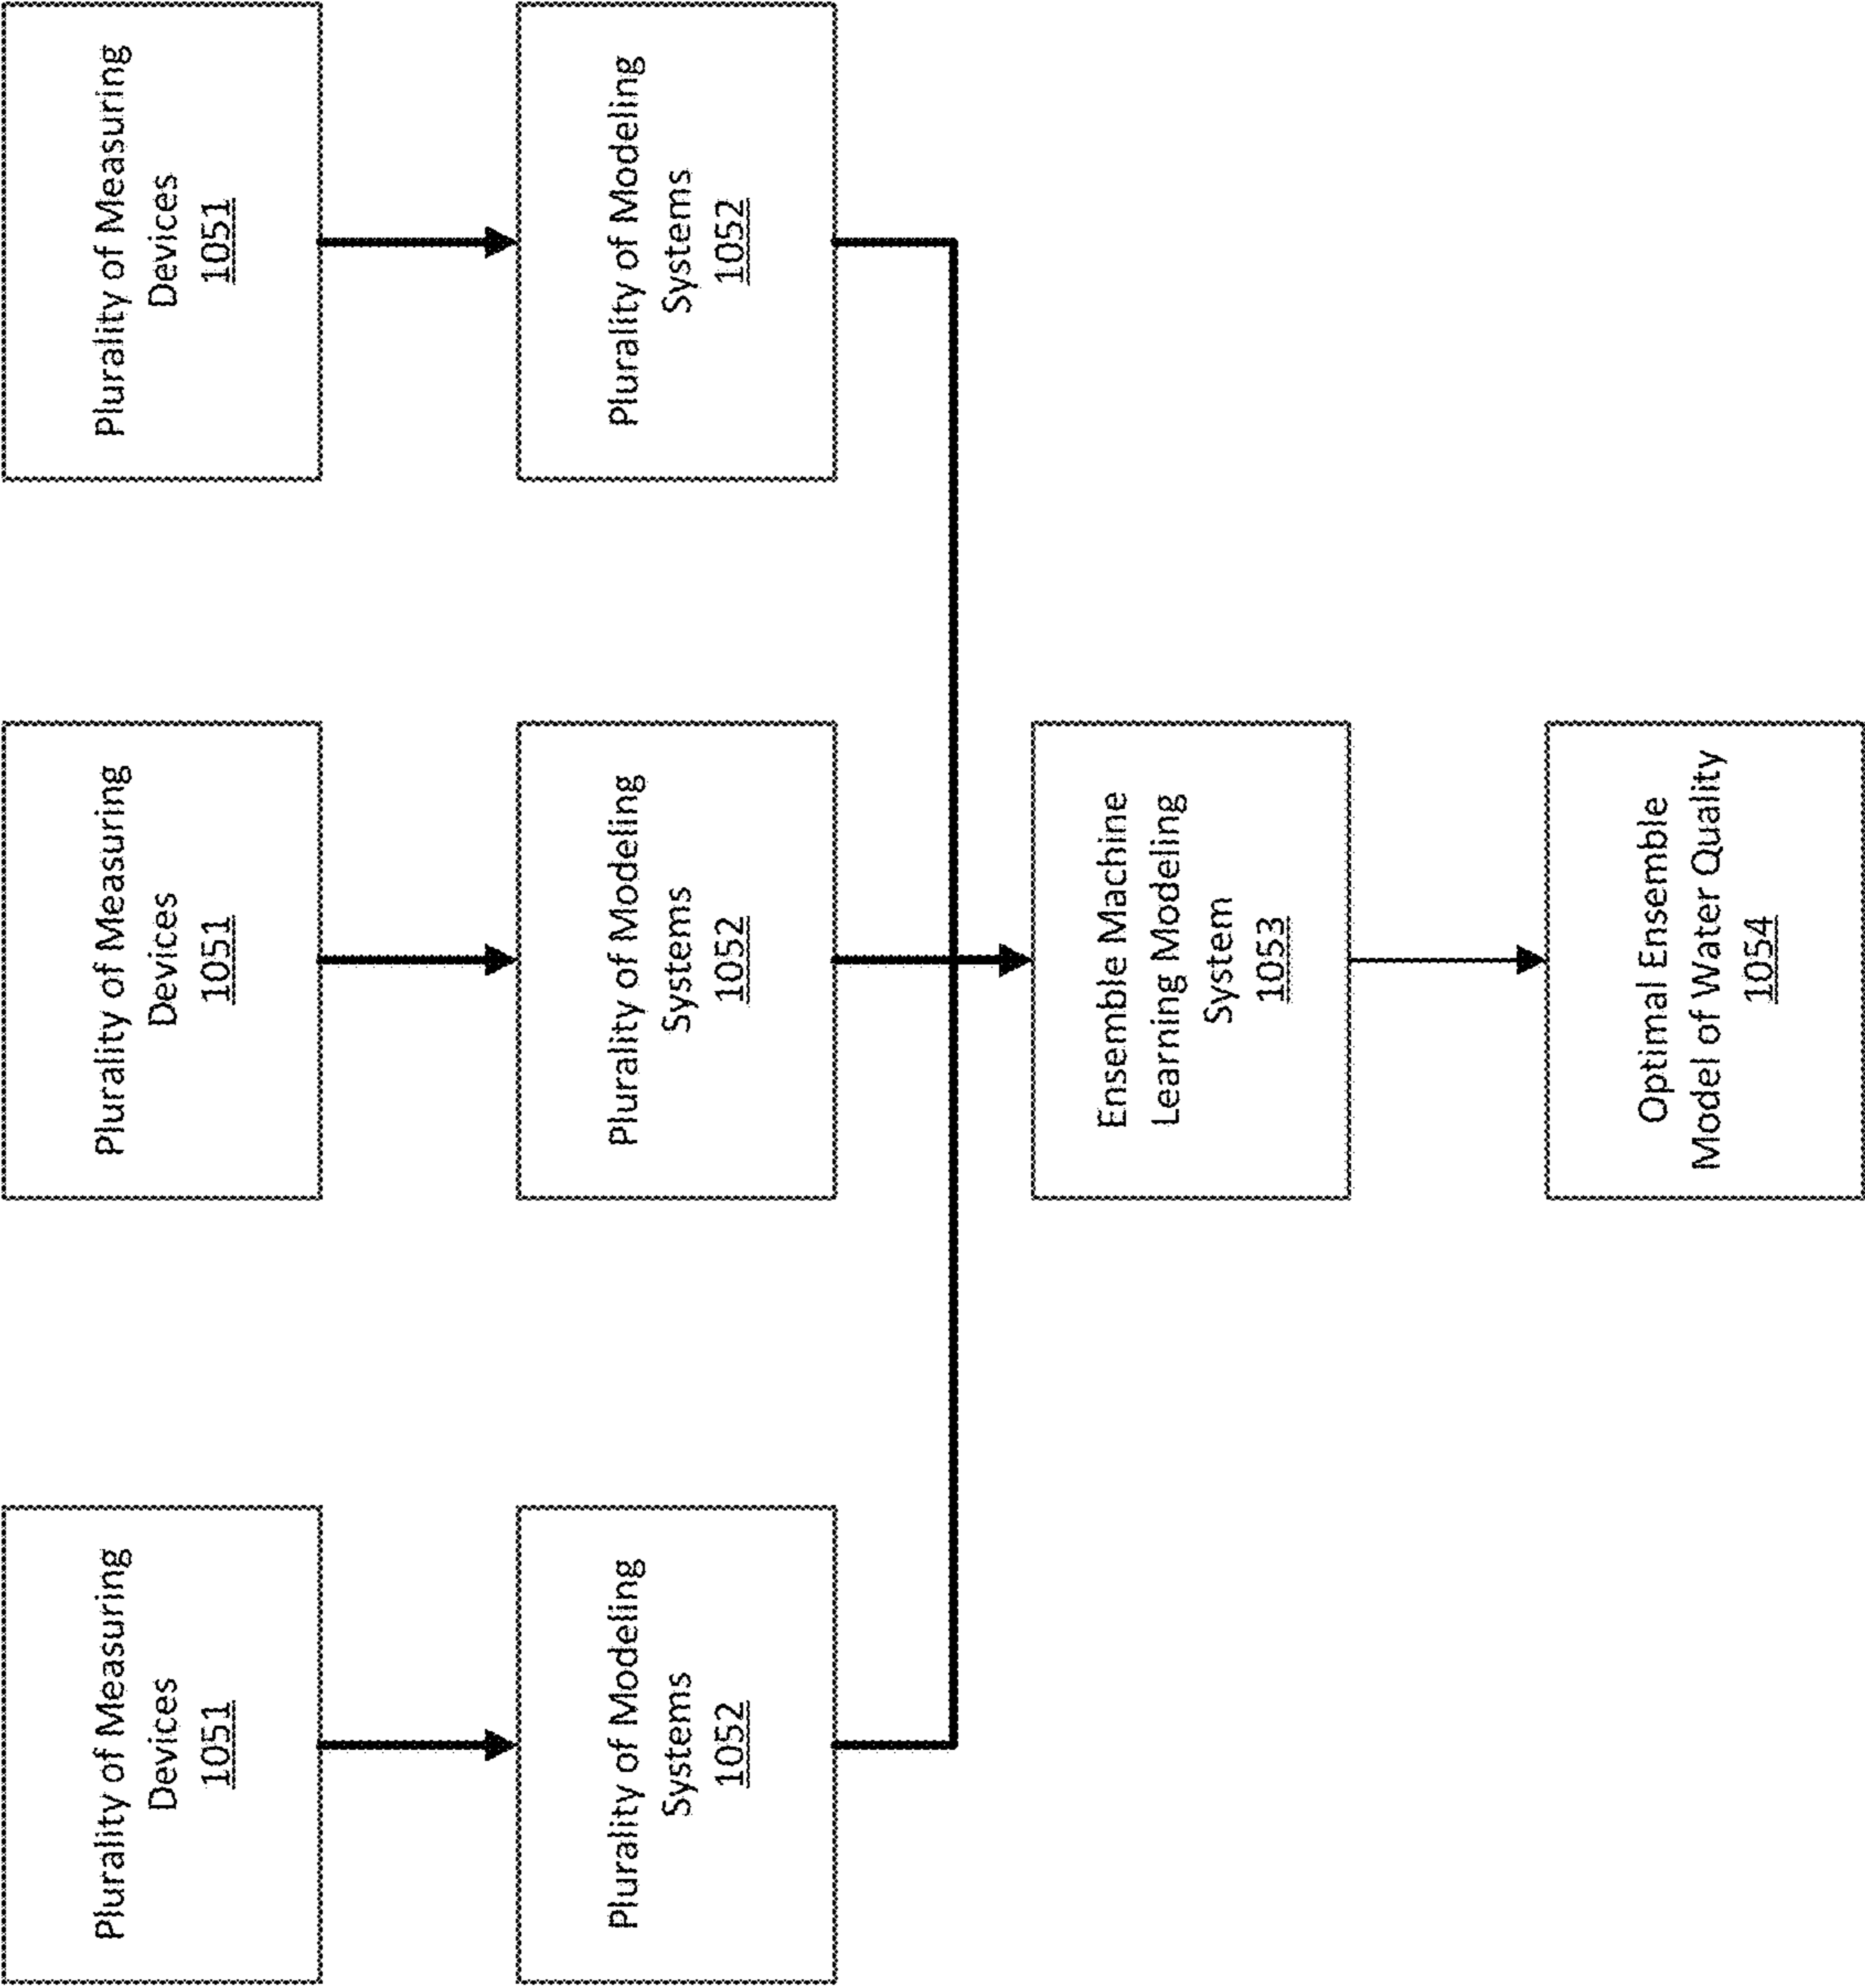 Plurality of Measuring
Devices
1051
Plurality of Measuring
Devices
1051
Plurality of Measuring
Devices
1051
Plurality of Modeling
Systems
1052
Plurality of Modeling
Systems
1052
Plurality of Modeling
Systems
1052
Ensemble Machine
Learning Modeling
System
1053
Optimal Ensemble
Model of Water Quality
1054